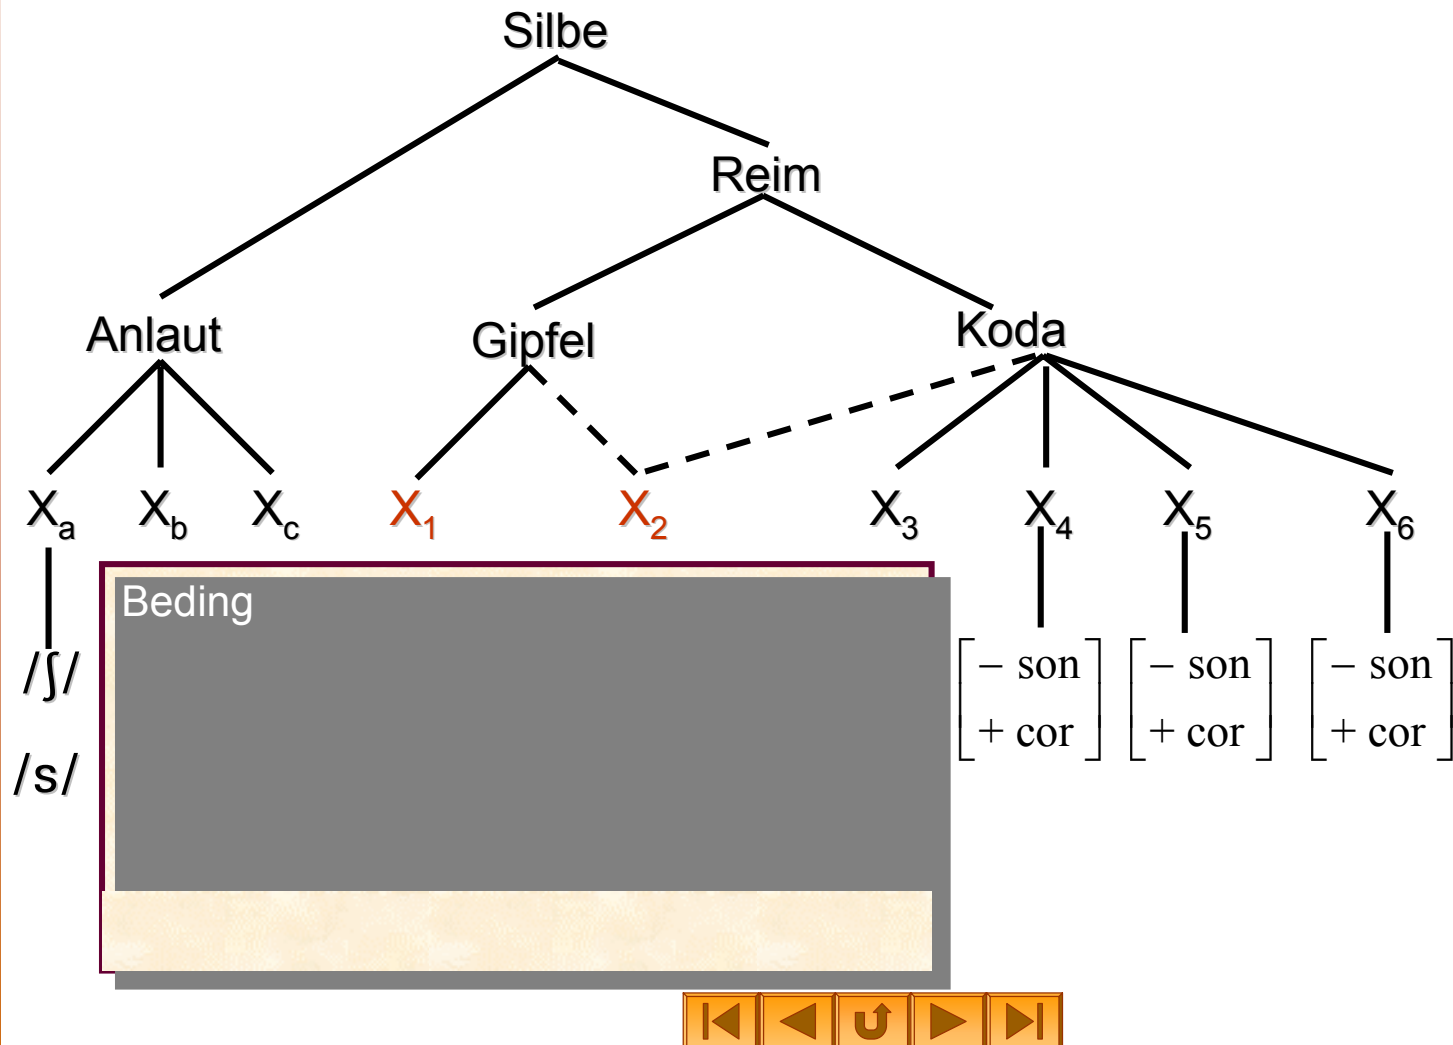 Silbe
Reim
Anlaut Gipfel Koda
Xa Xb Xc X1 X2 X3 X4 X5 X6
Beding
/ʃ/ [− son + cor] [− son + cor] [− son + cor]
/s/